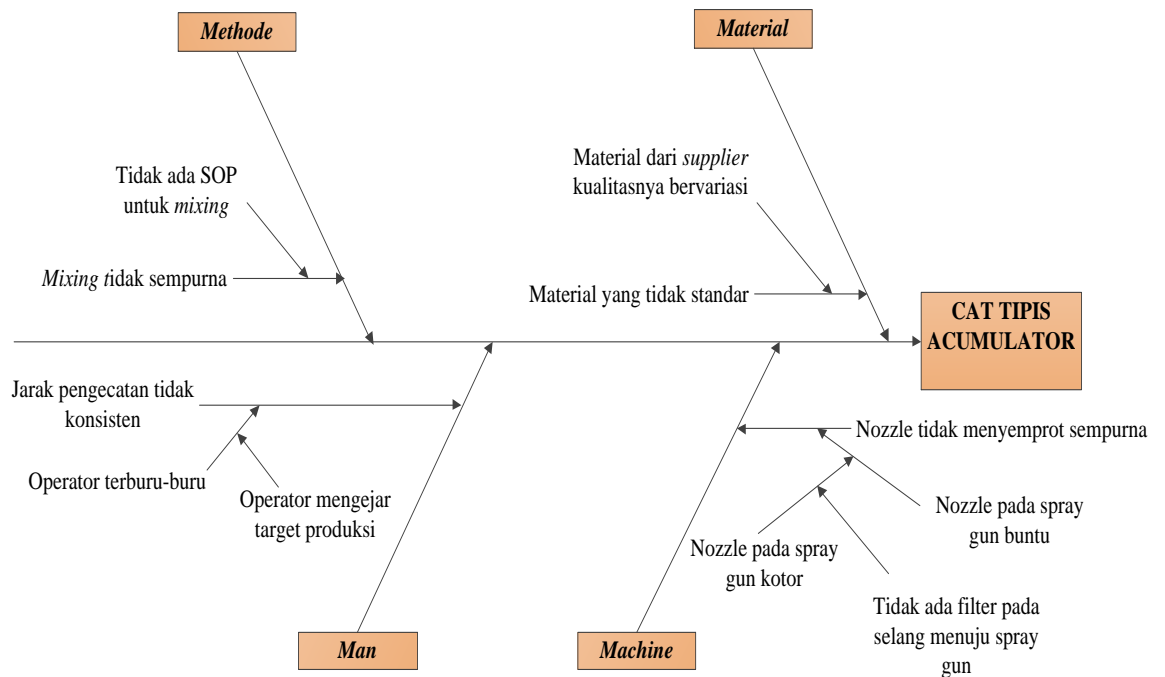 Methode
Material
Tidak ada SOP
untuk mixing
Mixing tidak sempurna
Material dari supplier
kualitasnya bervariasi
Material yang tidak standar
CAT TIPIS
ACUMULATOR
Jarak pengecatan tidak
konsisten
Operator terburu-buru
Operator mengejar
target produksi
Nozzle tidak menyemprot sempurna
Nozzle pada spray
gun buntu
Nozzle pada spray
gun kotor
Tidak ada filter pada
selang menuju spray
gun
Man
Machine